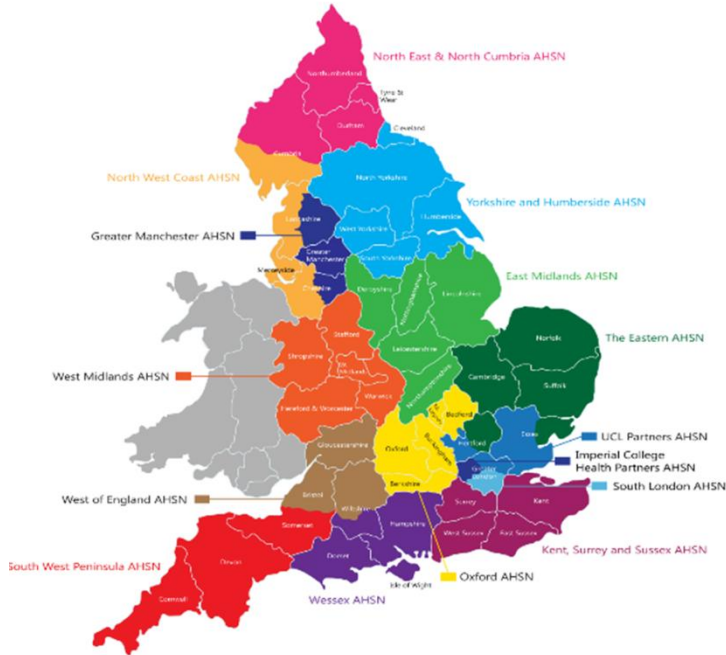 North East & North Cumbria AHSN
Northumberland
Tyne &
Wear
Durham
Cleveland
Cumbria
North West Coast AHSN
North Yorkshire
Yorkshire and Humberside AHSN
Lancashire
Humberside
West Yorkshire
Greater Manchester AHSN
Greater
Manchester
South Yorkshire
Merseyside
East Midlands AHSN
Cheshire
Derbyshire
Nottinghamshire
Lincolnshire
Stafford
Norfolk
The Eastern AHSN
Shropshire
Leicestershire
West Midlands AHSN
Cambridge
Suffolk
Warwick
Northamptonshire
Hereford & Worcester
Bedford
Gloucestershire
Oxford
Buckingham
Hertford
Essex
UCL Partners AHSN
Imperial College
Health Partners AHSN
Greater
London
South London AHSN
Berkshire
West of England AHSN
Bristol
Wiltshire
Surrey
Kent
Somerset
Hampshire
West Sussex
East Sussex
Kent, Surrey and Sussex AHSN
South West Peninsula AHSN
Devon
Dorset
Oxford AHSN
Isle of Wight
Wessex AHSN
Cornwall